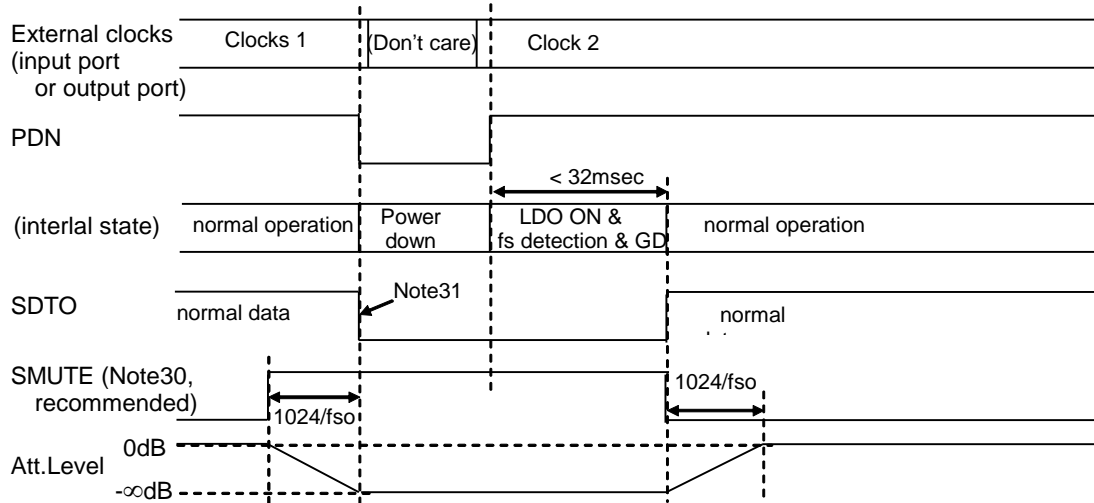 External clocks
(input port
or output port)
Clocks 1
(Don't care)
Clock 2
PDN
< 32msec
(interlal state)
normal operation
Power
down
LDO ON &
fs detection & GD
normal operation
SDTO
normal data
Note31
normal
SMUTE (Note30,
recommended)
1024/fso
1024/fso
Att.Level
0dB
-∞dB